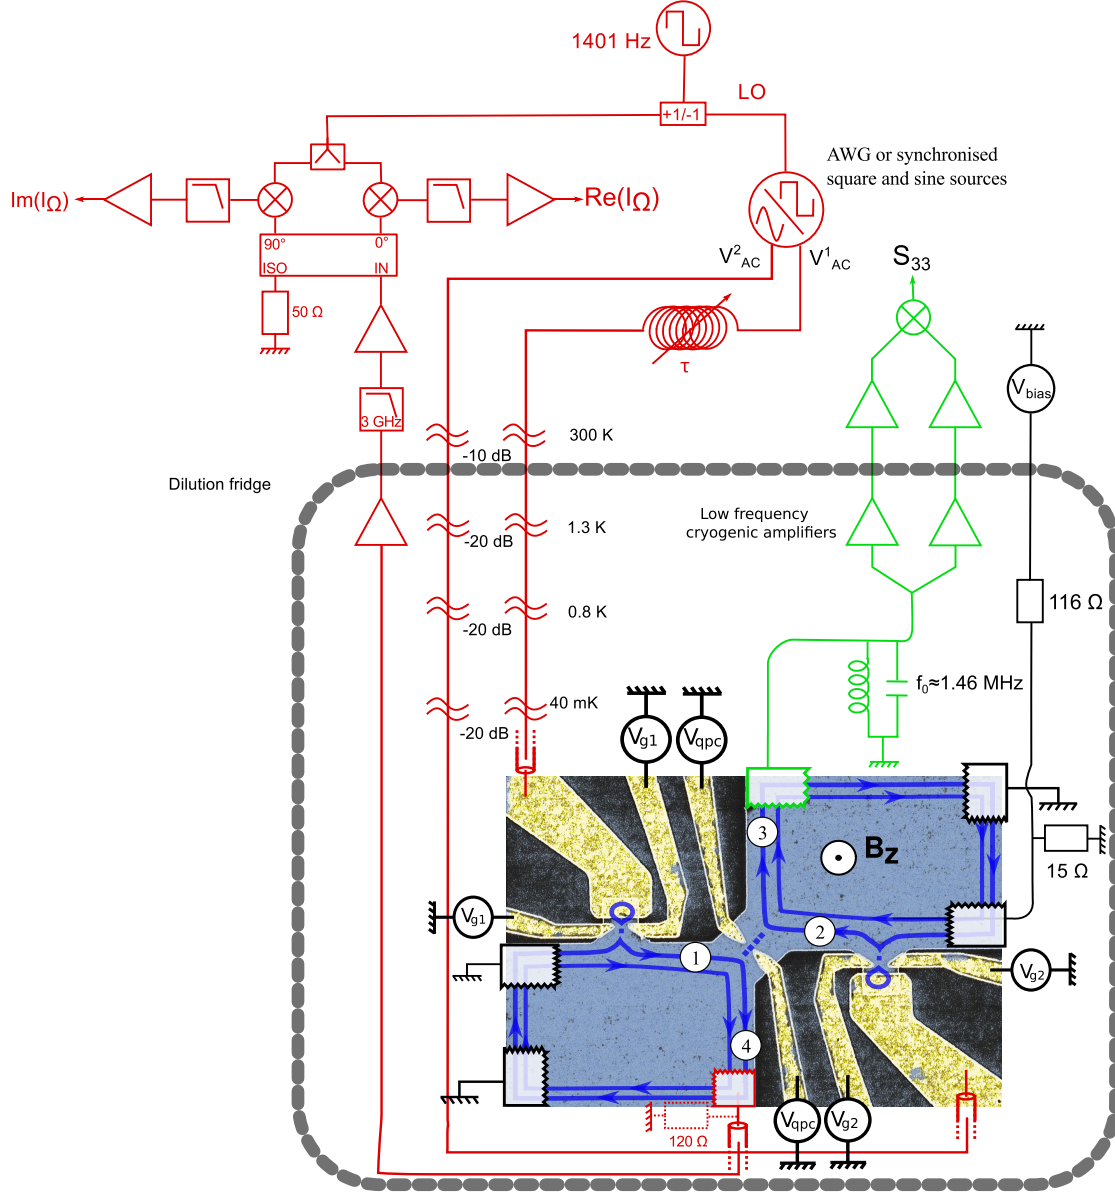 1401 Hz
LO
+1/-1
AWG or synchronised
square and sine sources
Im(IΩ)
Re(IΩ)
90°
0°
ISO
IN
50 Ω
V²AC
V¹AC
S₃₃
τ
Vbias
3 GHz
300 K
-10 dB
Dilution fridge
Low frequency
cryogenic amplifiers
1.3 K
-20 dB
116 Ω
0.8 K
-20 dB
f₀≈1.46 MHz
40 mK
-20 dB
Vg1
Vqpc
3
Bz
15 Ω
Vg1
2
1
Vg2
4
120 Ω
Vqpc
Vg2